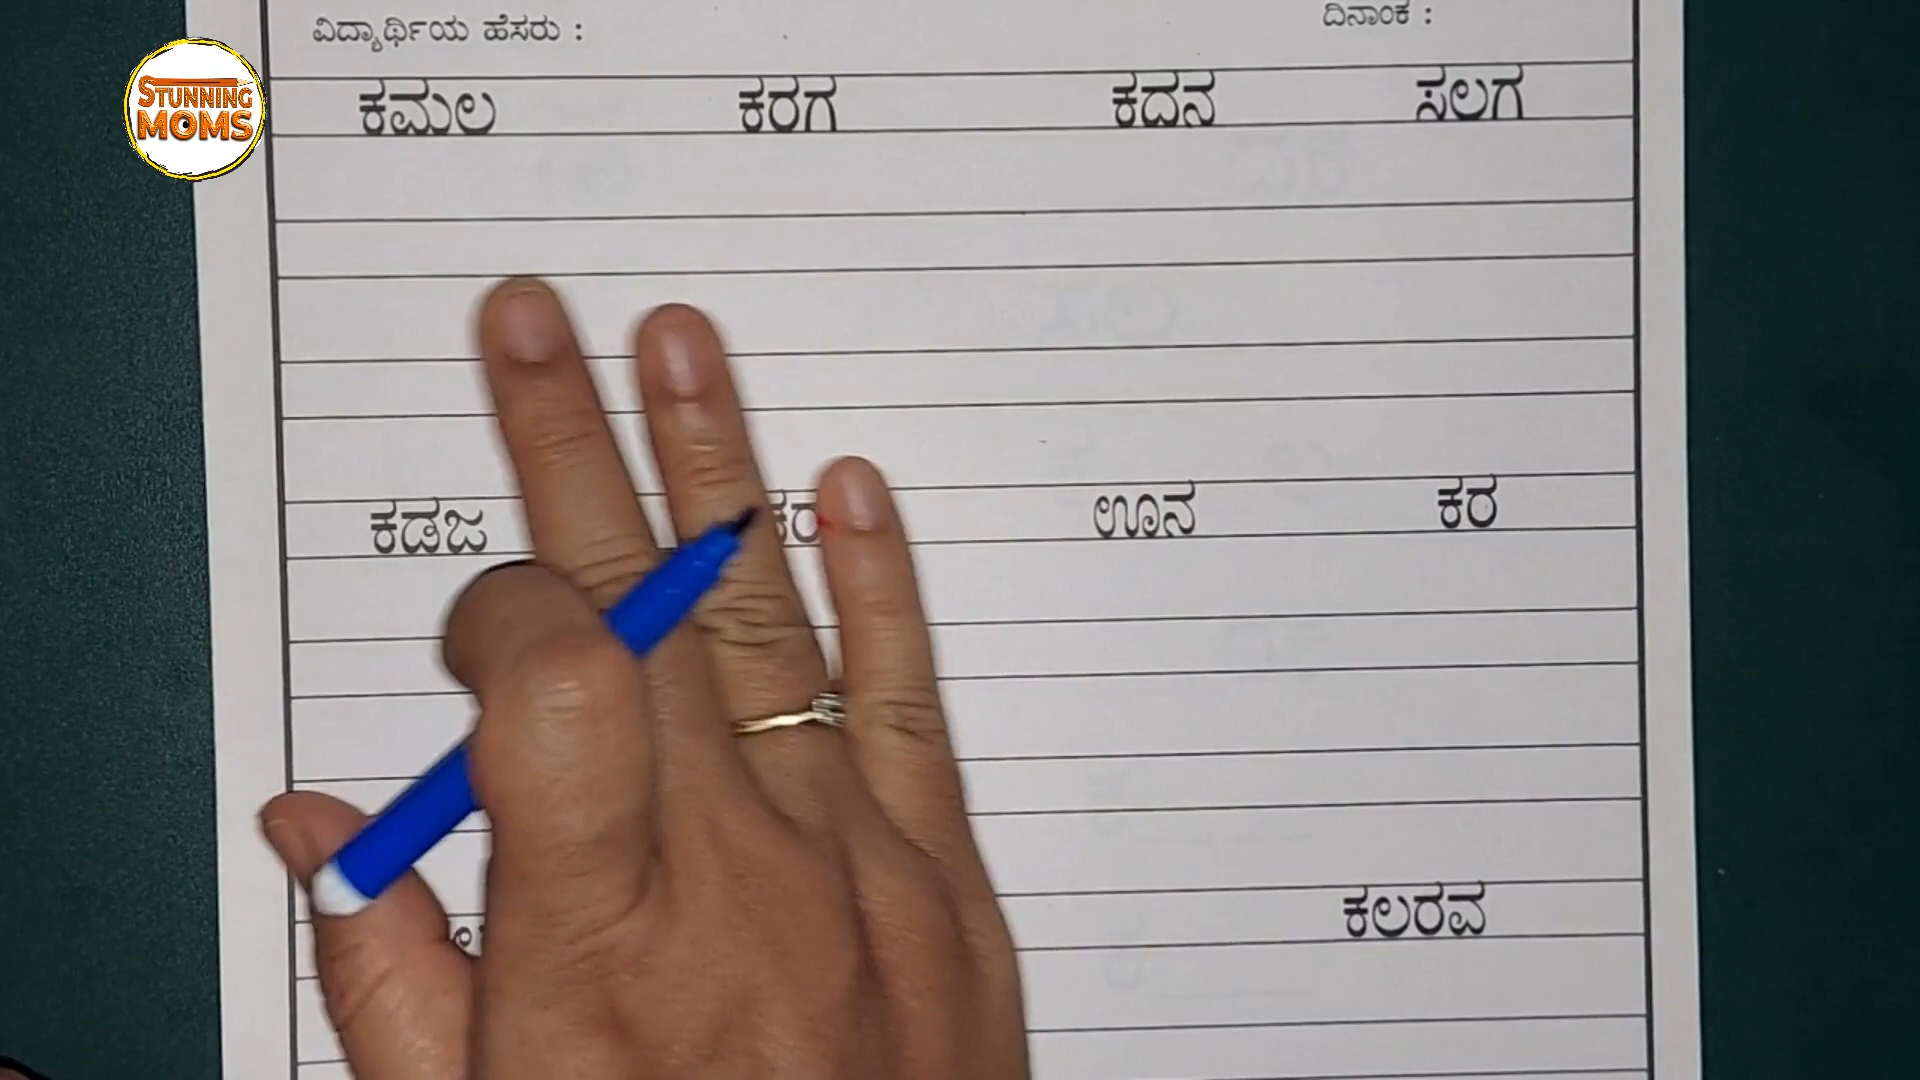 ವಿದ್ಯಾರ್ಥಿಯ ಹೆಸರು : ದಿನಾಂಕ :
STUNNING
MOMS
ಕಮಲ ಕರಗ ಕದನ ಸಲಗ
ಕಡಜ ಊನ ಕರ
ಕಲರವ